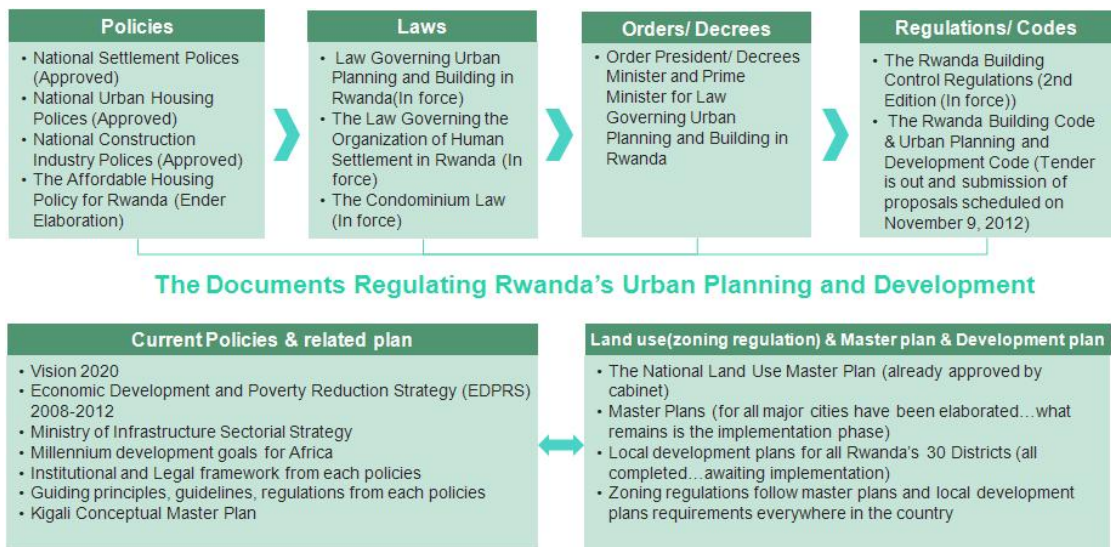 Policies
• National Settlement Polices
(Approved)
• National Urban Housing
Polices (Approved)
• National Construction
Industry Polices (Approved)
• The Affordable Housing
Policy for Rwanda (Ender
Elaboration)
Laws
• Law Governing Urban
Planning and Building in
Rwanda(In force)
• The Law Governing the
Organization of Human
Settlement in Rwanda (In
force)
• The Condominium Law
(In force)
Orders/ Decrees
• Order President/ Decrees
Minister and Prime
Minister for Law
Governing Urban
Planning and Building in
Rwanda
Regulations/ Codes
• The Rwanda Building
Control Regulations (2nd
Edition (In force))
• The Rwanda Building Code
& Urban Planning and
Development Code (Tender
is out and submission of
proposals scheduled on
November 9, 2012)
The Documents Regulating Rwanda's Urban Planning and Development
Current Policies & related plan
• Vision 2020
• Economic Development and Poverty Reduction Strategy (EDPRS)
2008-2012
• Ministry of Infrastructure Sectorial Strategy
• Millennium development goals for Africa
• Institutional and Legal framework from each policies
• Guiding principles, guidelines, regulations from each policies
• Kigali Conceptual Master Plan
Land use(zoning regulation) & Master plan & Development plan
• The National Land Use Master Plan (already approved by
cabinet)
• Master Plans (for all major cities have been elaborated…what
remains is the implementation phase)
• Local development plans for all Rwanda's 30 Districts (all
completed…awaiting implementation)
• Zoning regulations follow master plans and local development
plans requirements everywhere in the country